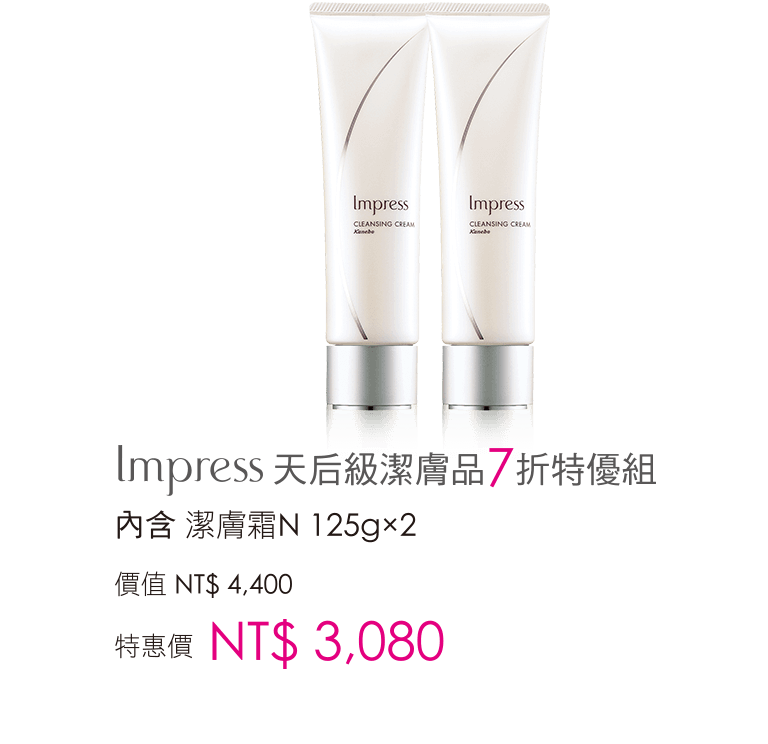 Impress Impress
CLEANSING CREAM CLEANSING CREAM
Kanebo Kanebo
Impress 天后級潔膚品7折特優組
內含 潔膚霜N 125g×2
價值 NT$ 4,400
特惠價 NT$ 3,080